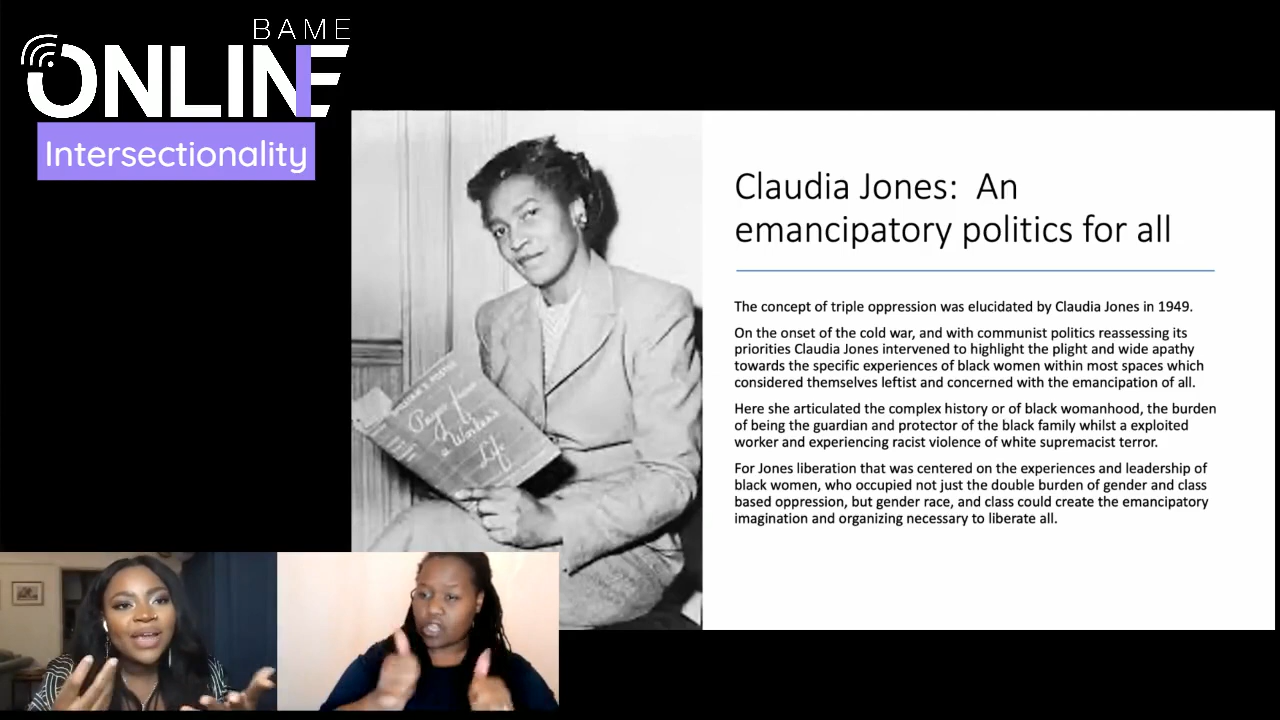 BAME
ONLINE
Intersectionality
Claudia Jones:  An
emancipatory politics for all
The concept of triple oppression was elucidated by Claudia Jones in 1949.
On the onset of the cold war, and with communist politics reassessing its
priorities Claudia Jones intervened to highlight the plight and wide apathy
towards the specific experiences of black women within most spaces which
considered themselves leftist and concerned with the emancipation of all.
Here she articulated the complex history or of black womanhood, the burden
of being the guardian and protector of the black family whilst a exploited
worker and experiencing racist violence of white supremacist terror.
For Jones liberation that was centered on the experiences and leadership of
black women, who occupied not just the double burden of gender and class
based oppression, but gender race, and class could create the emancipatory
imagination and organizing necessary to liberate all.
Pages from
a Worker's
Life